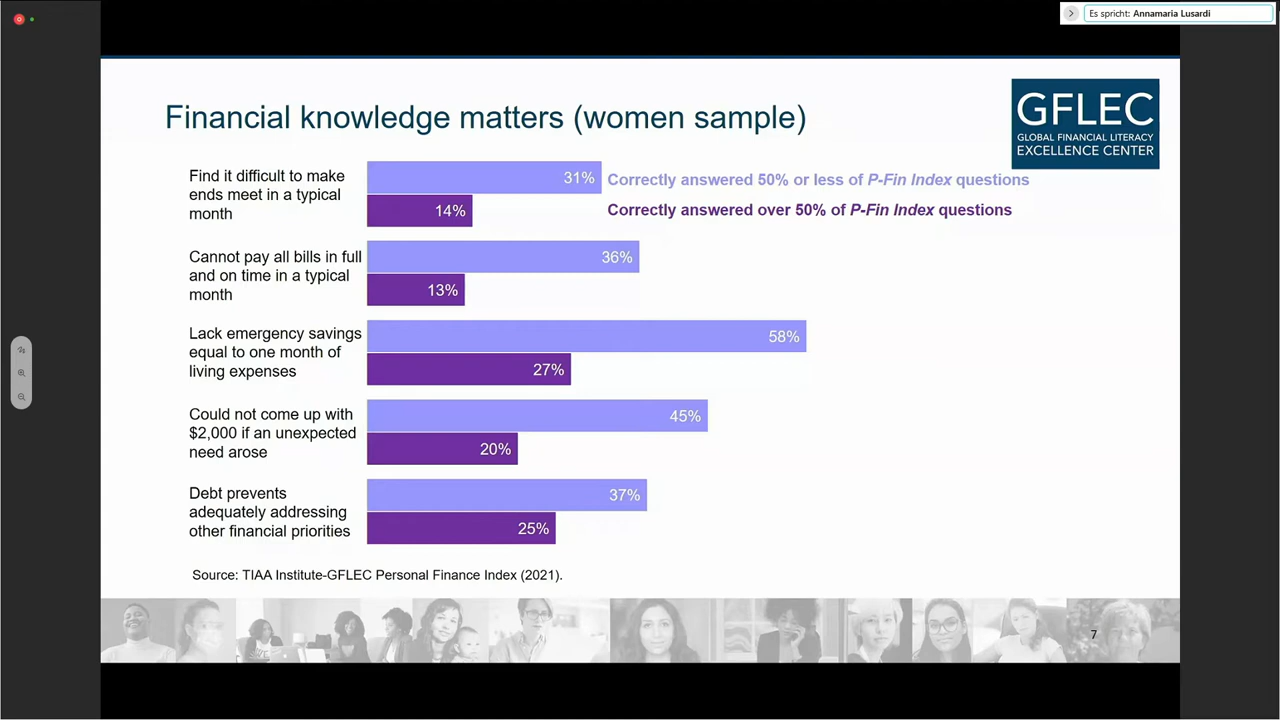 Es spricht: Annamaria Lusardi
Financial knowledge matters (women sample)
GFLEC
GLOBAL FINANCIAL LITERACY
EXCELLENCE CENTER
Find it difficult to make
ends meet in a typical
month
31%
14%
Correctly answered 50% or less of P-Fin Index questions
Correctly answered over 50% of P-Fin Index questions
Cannot pay all bills in full
and on time in a typical
month
36%
13%
Lack emergency savings
equal to one month of
living expenses
58%
27%
Could not come up with
$2,000 if an unexpected
need arose
45%
20%
Debt prevents
adequately addressing
other financial priorities
37%
25%
Source: TIAA Institute-GFLEC Personal Finance Index (2021).
7